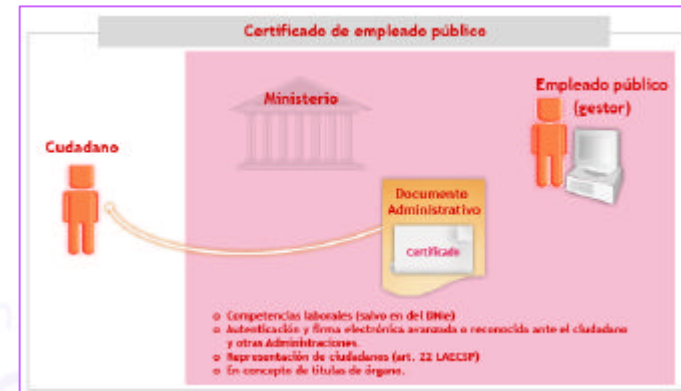 Certificado de empleado público
Ministerio
Empleado público
(gestor)
Cudadano
Documento
Administrativo
Certificado
o Competencias laborales (salvo en del DNIe)
o Autenticación y firma electrónica avanzada o reconocida ante el ciudadano
y otras Administraciones.
o Representación de ciudadanos (art. 22 LAECSP)
o En concepto de titulas de órgano.